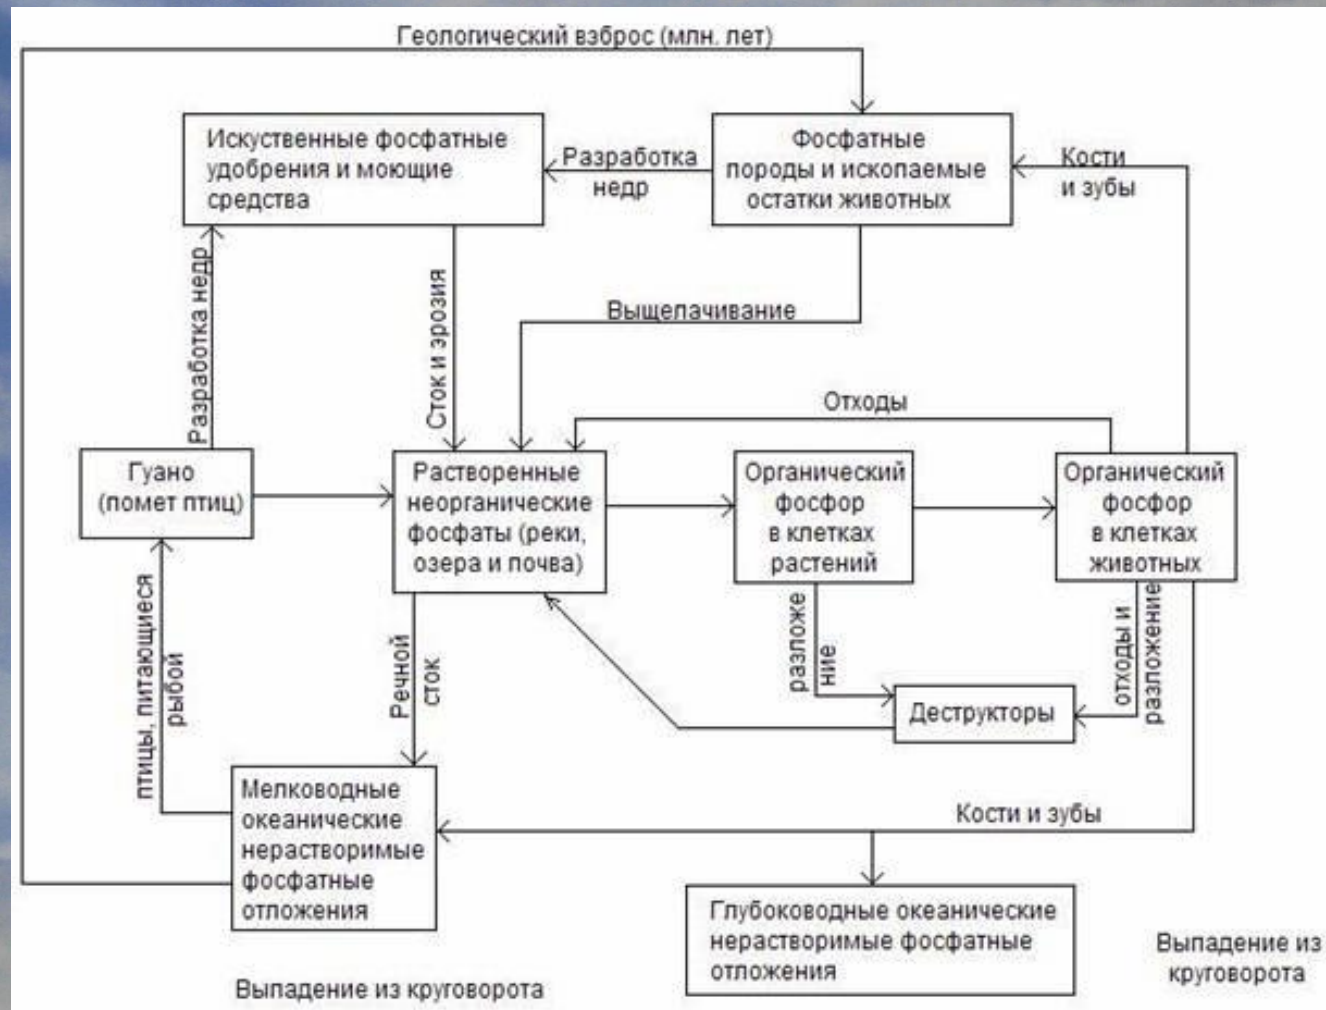 Геологический взброс (млн. лет)
Искуственные фосфатные
удобрения и моющие
средства
Разработка
недр
Фосфатные
породы и ископаемые
остатки животных
Кости
и зубы
Разработка недр
Сток и эрозия
Выщелачивание
Отходы
Гуано
(помет птиц)
Растворенные
неорганические
фосфаты (реки,
озера и почва)
Органический
фосфор
в клетках
растений
Органический
фосфор
в клетках
животных
птицы, питающиеся
рыбой
Речной
сток
разложе
ние
отходы и
разложение
Деструкторы
Мелководные
океанические
нерастворимые
фосфатные
отложения
Кости и зубы
Глубоководные океанические
нерастворимые фосфатные
отложения
Выпадение из
круговорота
Выпадение из круговорота